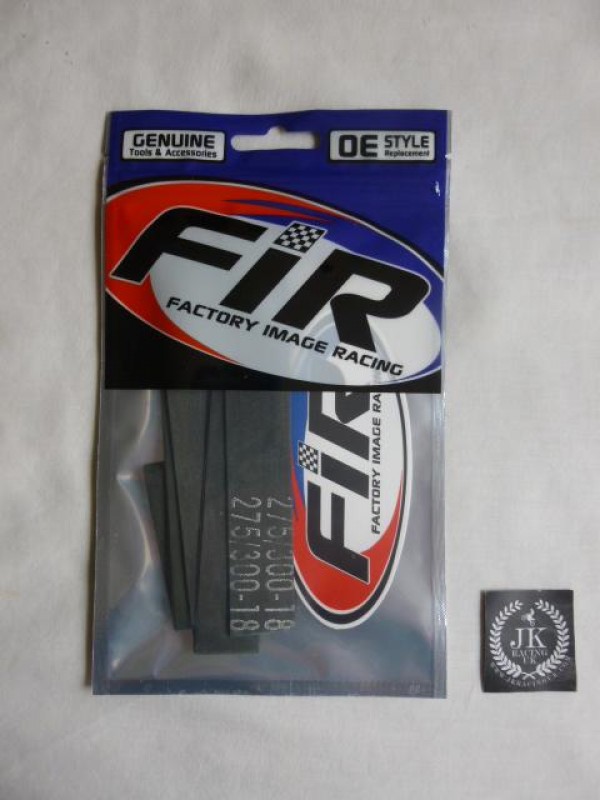 GENUINE
Tools & Accessories
OE STYLE
Replacement
FiR
FACTORY IMAGE RACING
FiR
FACTORY IMAGE RA
275/300-18
275/300-18
JK
RACING
UK